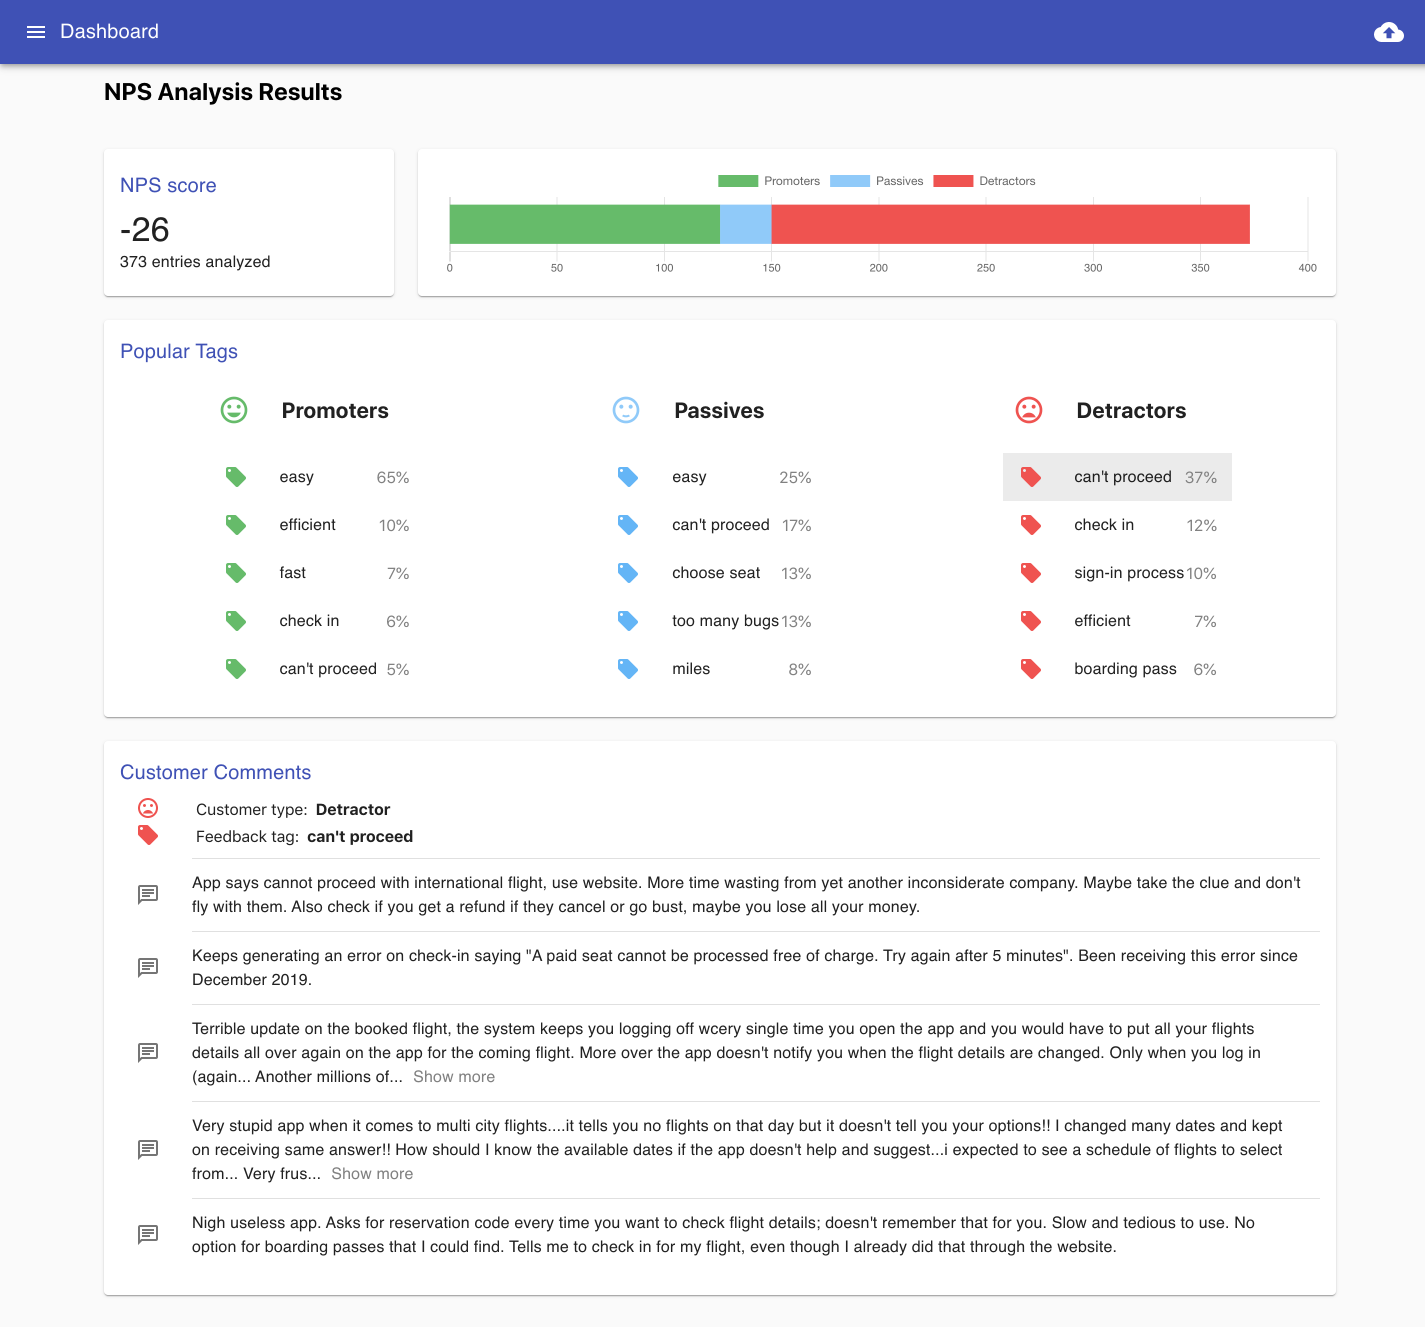 Dashboard
NPS Analysis Results
NPS score
-26
373 entries analyzed
Promoters Passives Detractors
0 50 100 150 200 250 300 350 400
Popular Tags
Promoters
easy 65%
efficient 10%
fast 7%
check in 6%
can't proceed 5%
Passives
easy 25%
can't proceed 17%
choose seat 13%
too many bugs 13%
miles 8%
Detractors
can't proceed 37%
check in 12%
sign-in process 10%
efficient 7%
boarding pass 6%
Customer Comments
Customer type: Detractor
Feedback tag: can't proceed
App says cannot proceed with international flight, use website. More time wasting from yet another inconsiderate company. Maybe take the clue and don't
fly with them. Also check if you get a refund if they cancel or go bust, maybe you lose all your money.
Keeps generating an error on check-in saying "A paid seat cannot be processed free of charge. Try again after 5 minutes". Been receiving this error since
December 2019.
Terrible update on the booked flight, the system keeps you logging off wcery single time you open the app and you would have to put all your flights
details all over again on the app for the coming flight. More over the app doesn't notify you when the flight details are changed. Only when you log in
(again... Another millions of... Show more
Very stupid app when it comes to multi city flights....it tells you no flights on that day but it doesn't tell you your options!! I changed many dates and kept
on receiving same answer!! How should I know the available dates if the app doesn't help and suggest...i expected to see a schedule of flights to select
from... Very frus... Show more
Nigh useless app. Asks for reservation code every time you want to check flight details; doesn't remember that for you. Slow and tedious to use. No
option for boarding passes that I could find. Tells me to check in for my flight, even though I already did that through the website.